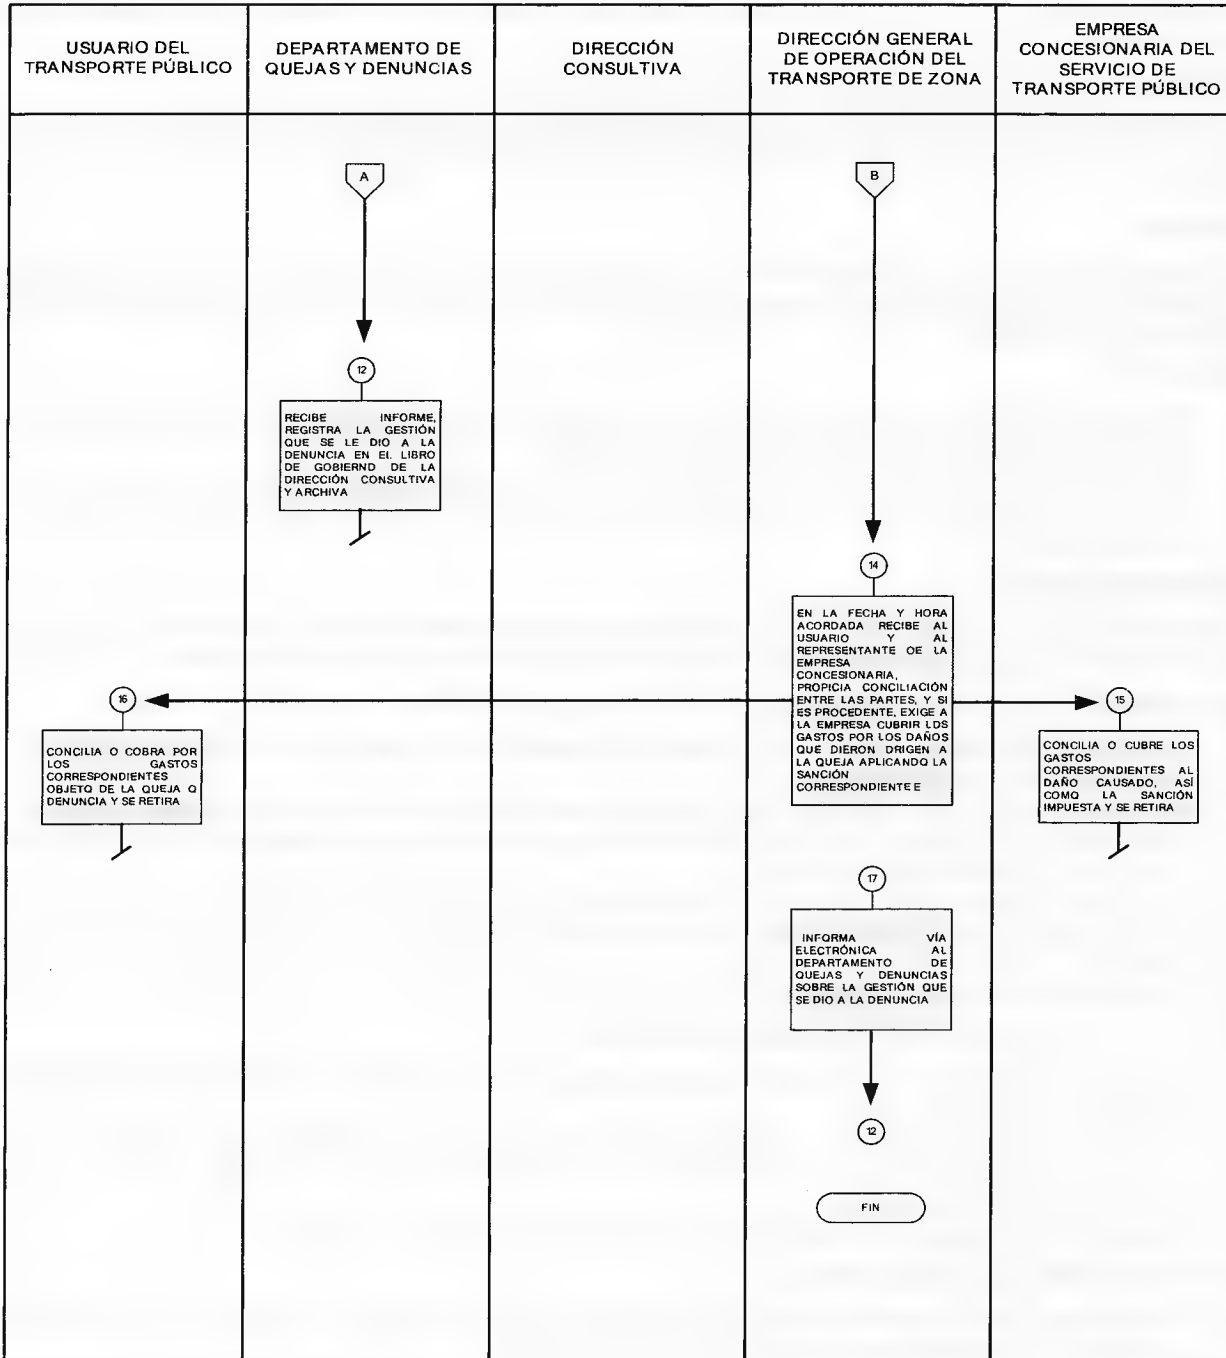 USUARIO DEL
TRANSPORTE PÚBLICO
DEPARTAMENTO DE
QUEJAS Y DENUNCIAS
DIRECCIÓN
CONSULTIVA
DIRECCIÓN GENERAL
DE OPERACIÓN DEL
TRANSPORTE DE ZONA
EMPRESA
CONCESIONARIA DEL
SERVICIO DE
TRANSPORTE PÚBLICO
A
B
12
RECIBE INFORME,
REGISTRA LA GESTIÓN
QUE SE LE DIO A LA
DENUNCIA EN EL LIBRO
DE GOBIERND DE LA
DIRECCIÓN CONSULTIVA
Y ARCHIVA
14
EN LA FECHA Y HORA
ACORDADA RECIBE AL
USUARIO Y AL
REPRESENTANTE OE LA
EMPRESA
CONCESIONARIA,
PROPICIA CONCILIACIÓN
ENTRE LAS PARTES, Y SI
ES PROCEDENTE, EXIGE A
LA EMPRESA CUBRIR LDS
GASTOS POR LOS DAÑOS
QUE DIERON DRIGEN A
LA QUEJA APLICANDO LA
SANCIÓN
CORRESPONDIENTE E
16
CONCILIA O COBRA POR
LOS GASTOS
CORRESPONDIENTES
OBJETO DE LA QUEJA O
DENUNCIA Y SE RETIRA
15
CONCILIA O CUBRE LOS
GASTOS
CORRESPONDIENTES AL
DAÑO CAUSADO, ASÍ
COMO LA SANCIÓN
IMPUESTA Y SE RETIRA
17
INFORMA VÍA
ELECTRÓNICA AL
DEPARTAMENTO DE
QUEJAS Y DENUNCIAS
SOBRE LA GESTIÓN QUE
SE DIO A LA DENUNCIA
12
FIN